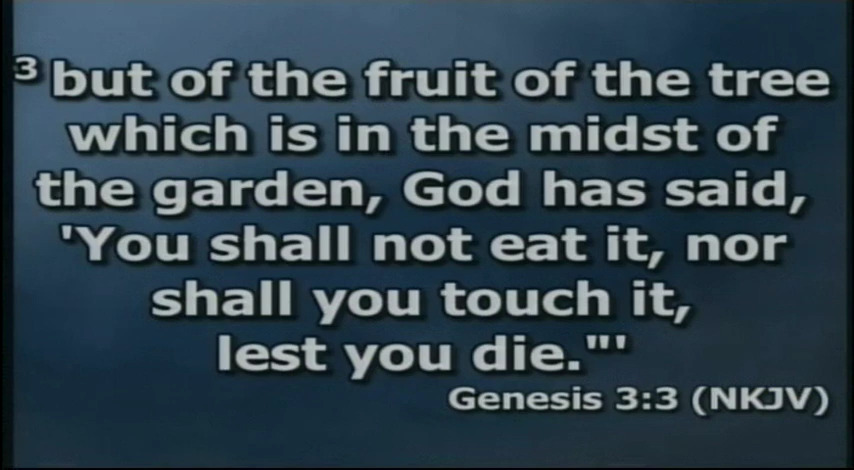 3 but of the fruit of the tree
which is in the midst of
the garden, God has said,
'You shall not eat it, nor
shall you touch it,
lest you die."'
Genesis 3:3 (NKJV)